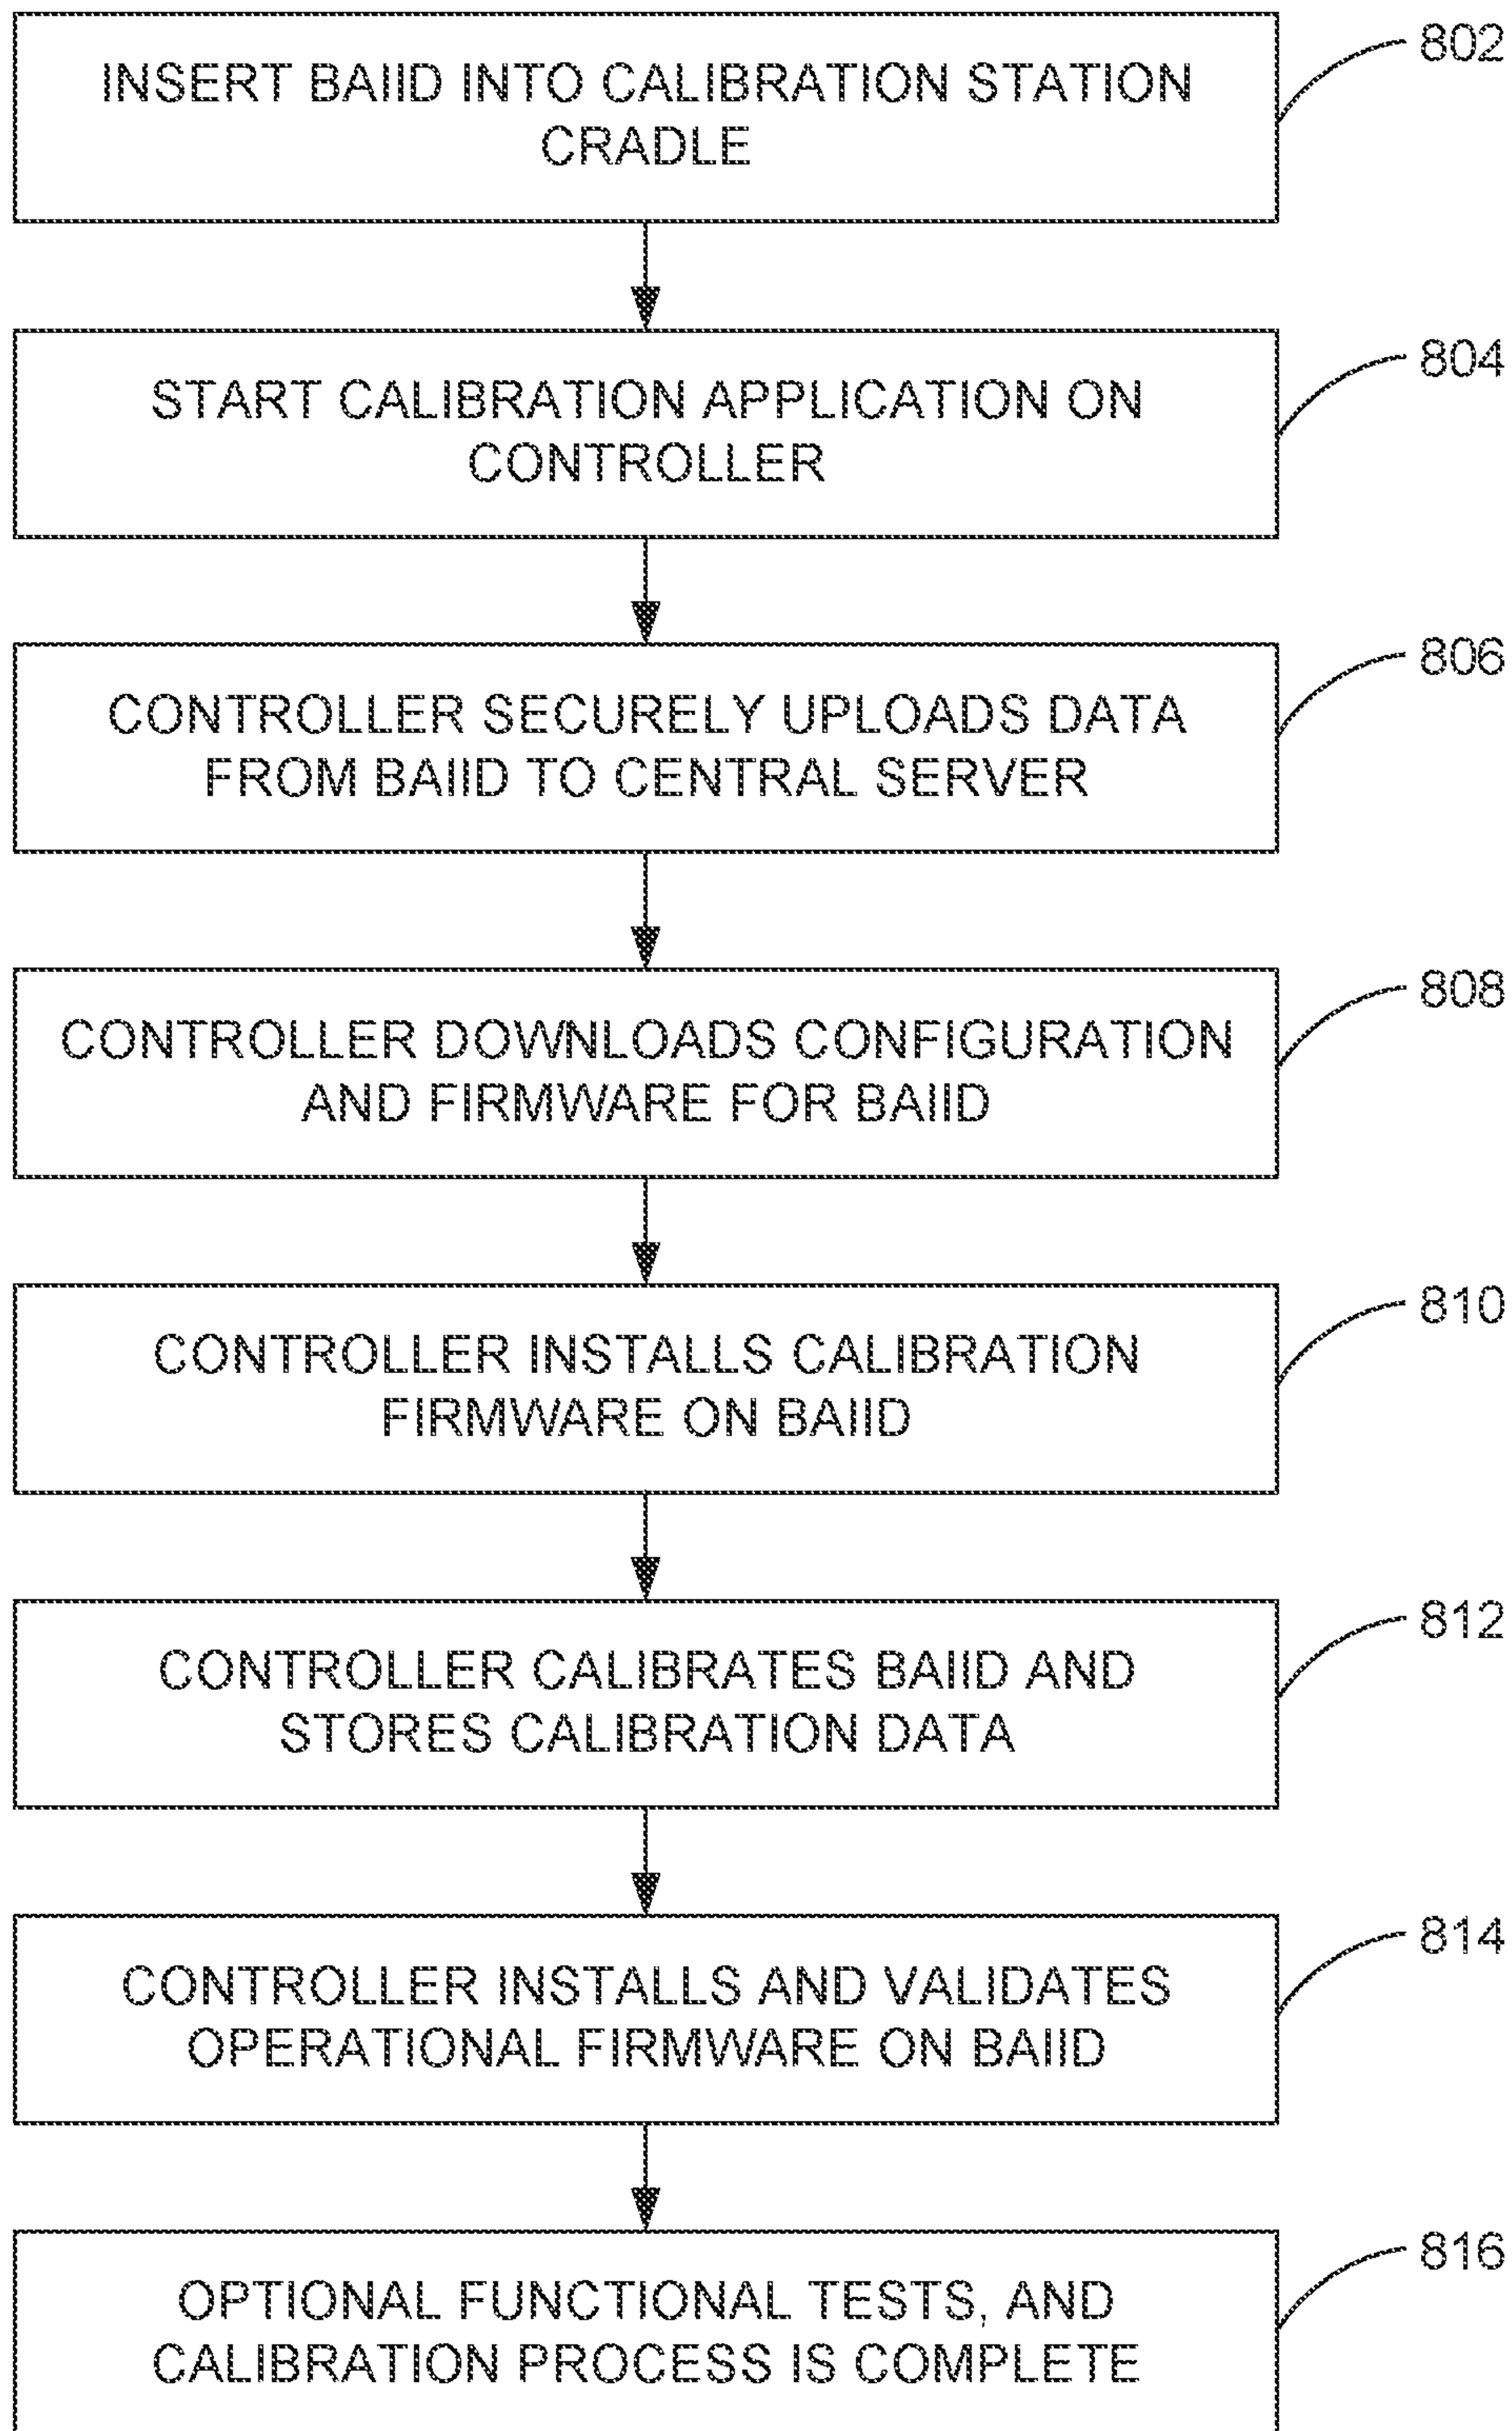 802
INSERT BAIID INTO CALIBRATION STATION
CRADLE
804
START CALIBRATION APPLICATION ON
CONTROLLER
806
CONTROLLER SECURELY UPLOADS DATA
FROM BAIID TO CENTRAL SERVER
808
CONTROLLER DOWNLOADS CONFIGURATION
AND FIRMWARE FOR BAIID
810
CONTROLLER INSTALLS CALIBRATION
FIRMWARE ON BAIID
812
CONTROLLER CALIBRATES BAIID AND
STORES CALIBRATION DATA
814
CONTROLLER INSTALLS AND VALIDATES
OPERATIONAL FIRMWARE ON BAIID
816
OPTIONAL FUNCTIONAL TESTS, AND
CALIBRATION PROCESS IS COMPLETE